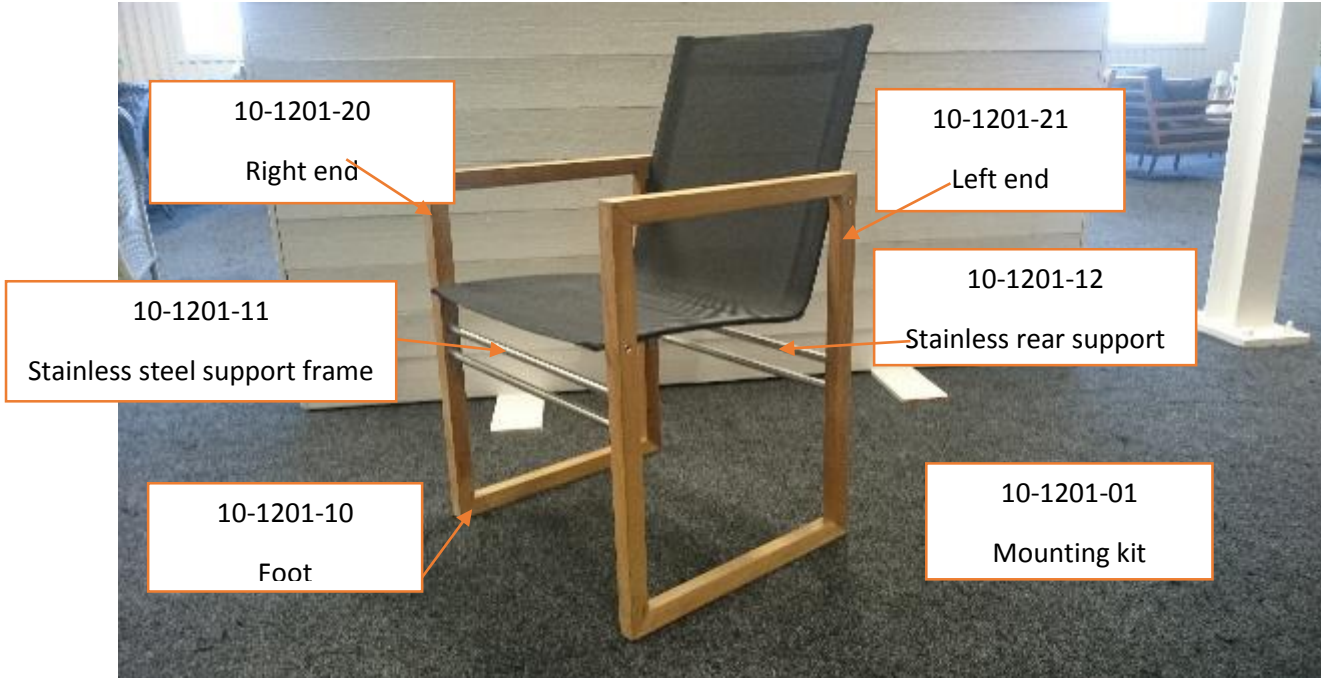 10-1201-20
Right end
10-1201-21
Left end
10-1201-11
Stainless steel support frame
10-1201-12
Stainless rear support
10-1201-10
Foot
10-1201-01
Mounting kit